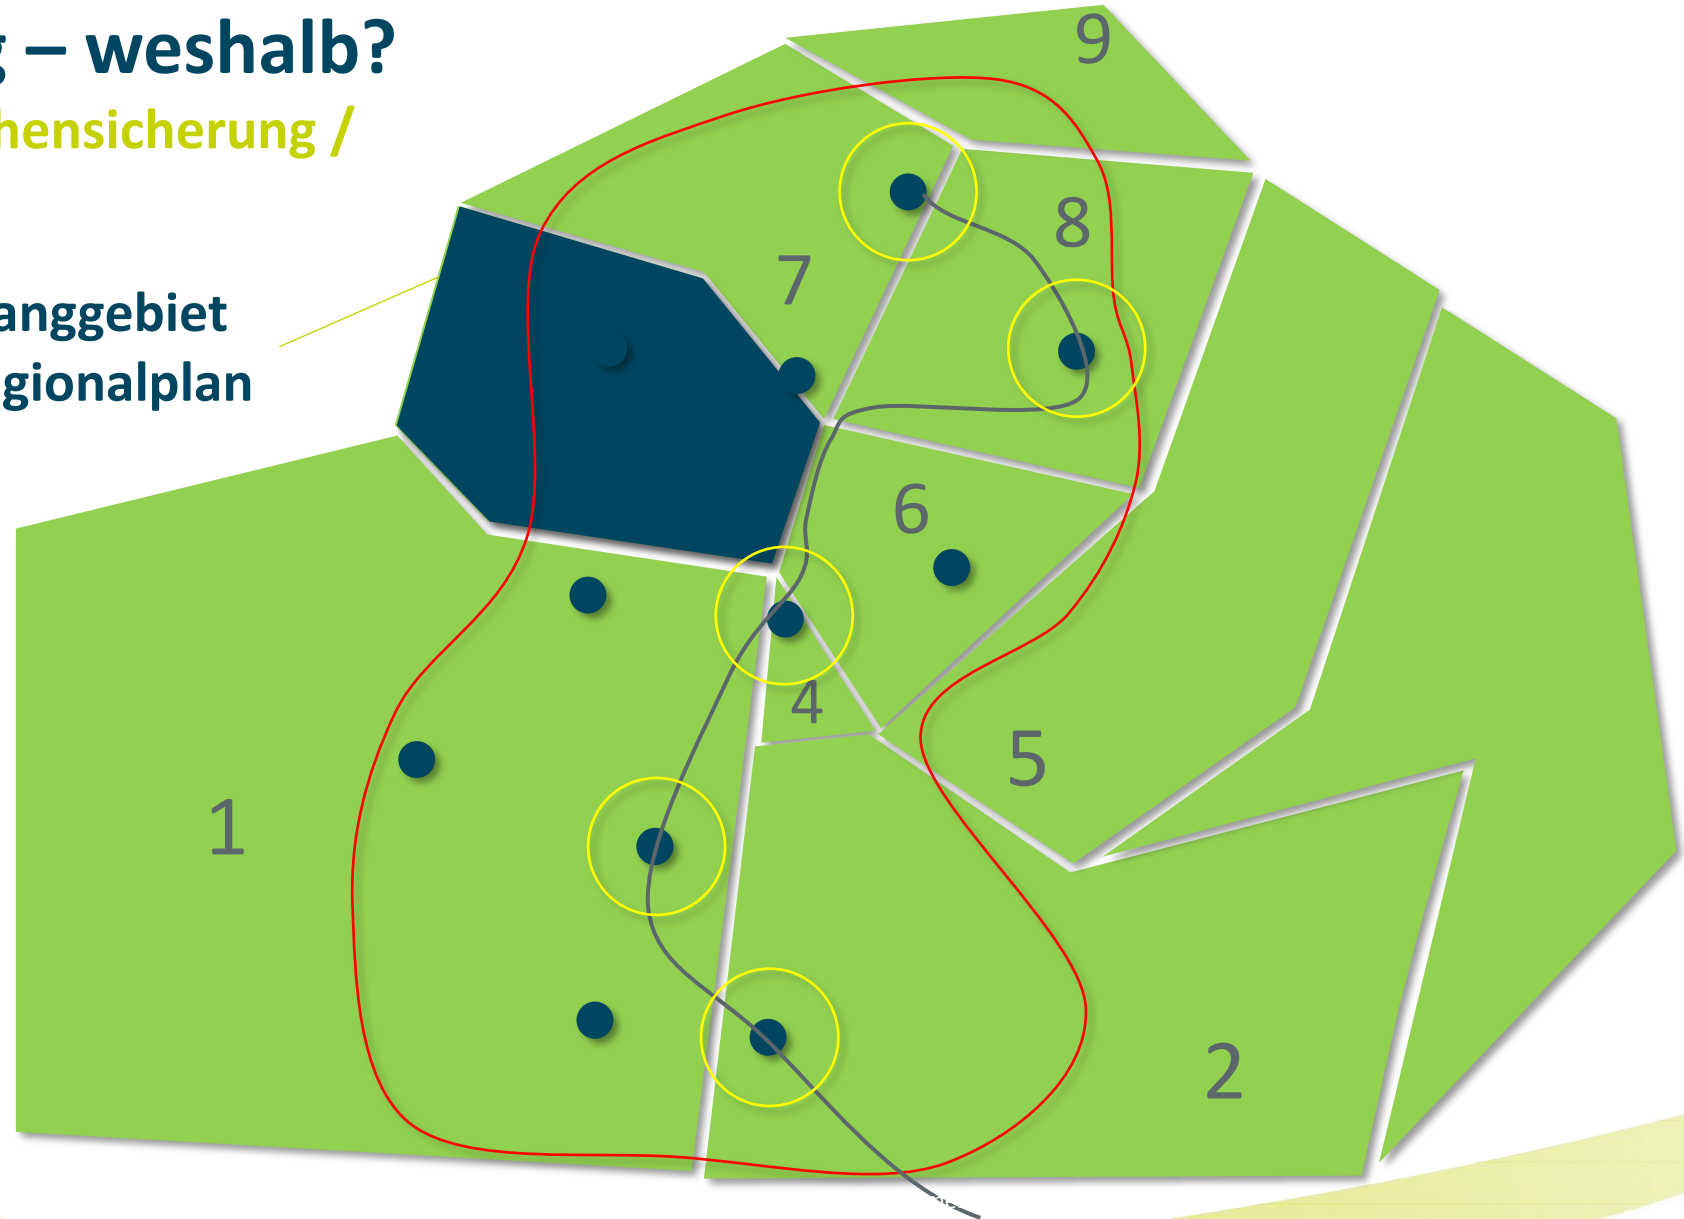 – weshalb?
hensicherung /
anggebiet
gionalplan
9
8
7
6
4
5
1
2